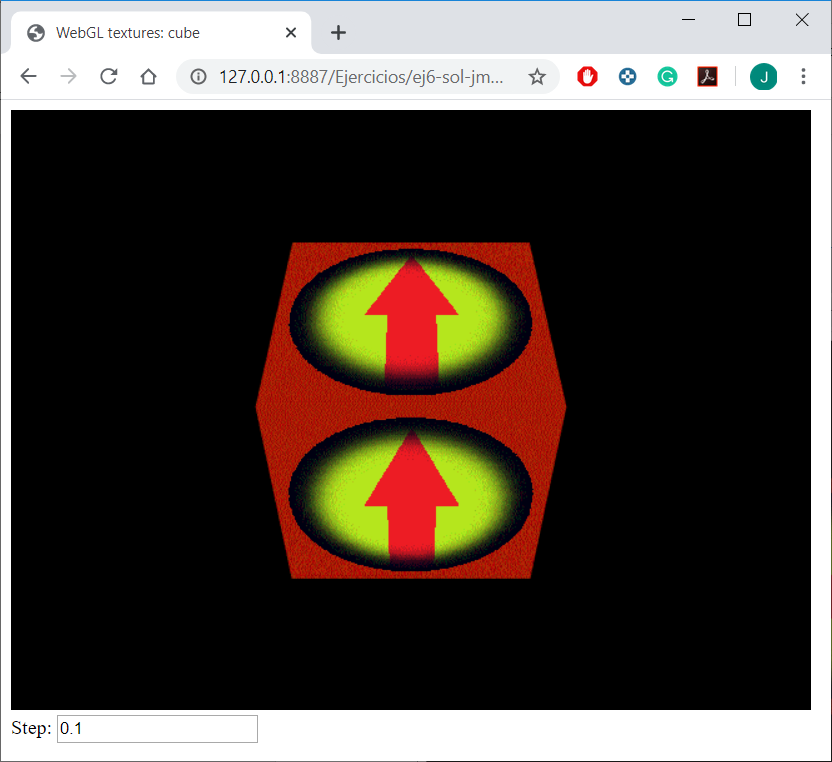 WebGL textures: cube
127.0.0.1:8887/Ejercicios/ej6-sol-jm...
J
Step: 0.1